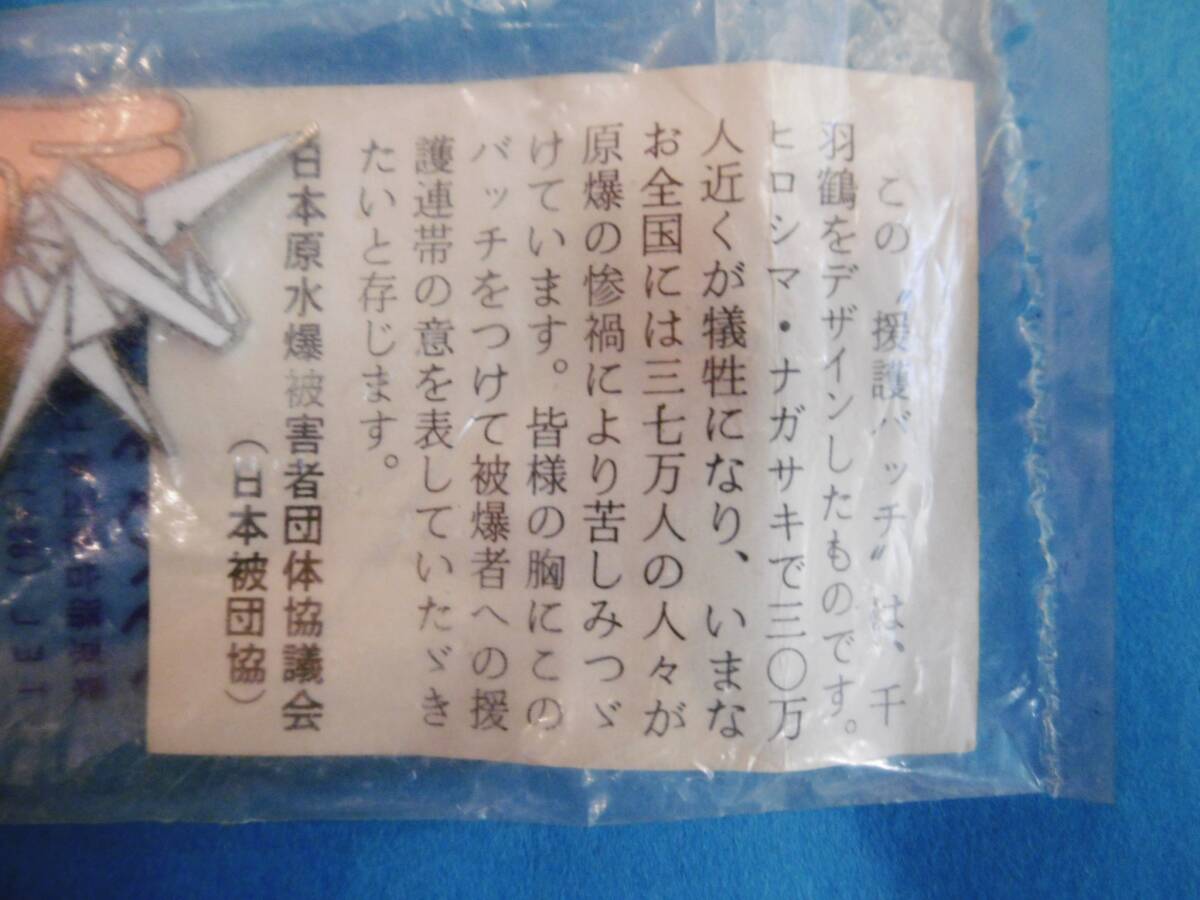 この〝援護バッチ〟は、千
羽鶴をデザインしたものです。
ヒロシマ・ナガサキで三〇万
人近くが犠牲になり、いまな
お全国には三七万人の人々が
原爆の惨禍により苦しみつゞ
けています。皆様の胸にこの
バッチをつけて被爆者への援
護連帯の意を表していたゞき
たいと存じます。
日本原水爆被害者団体協議会
（日本被団協）